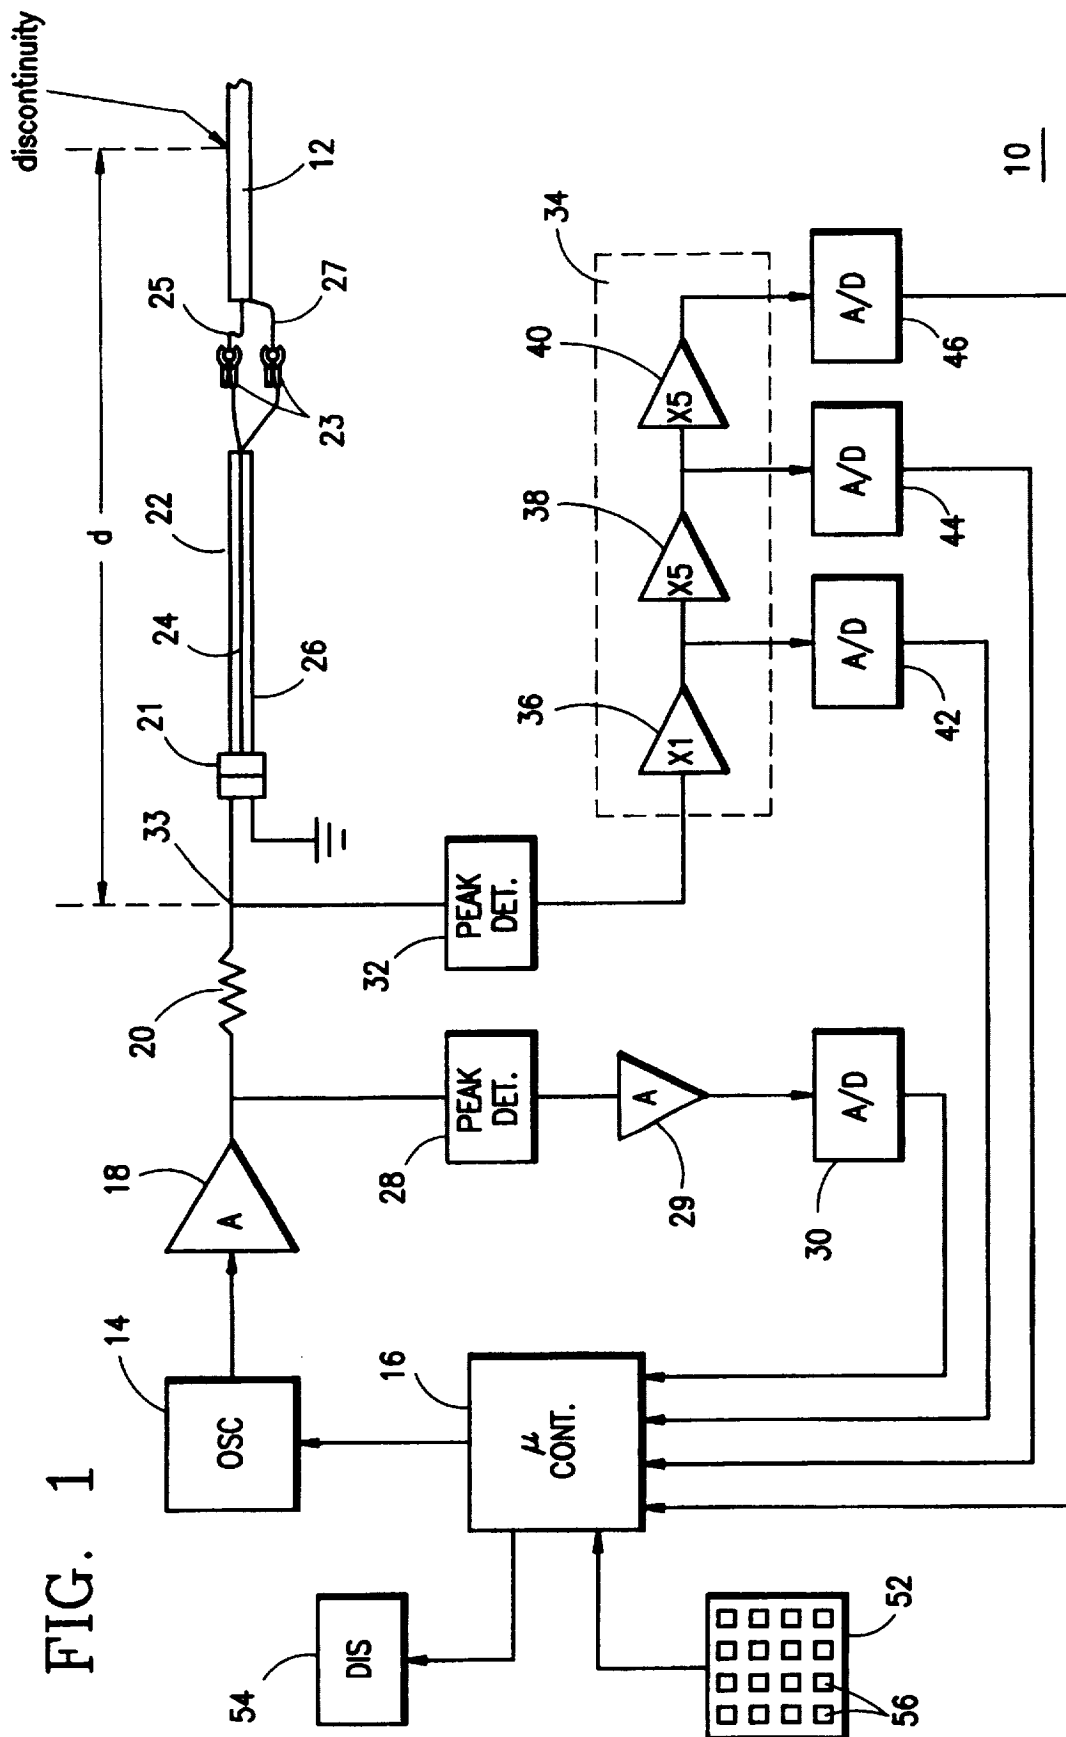 FIG. 1
discontinuity
d
33
21
24
22
26
23
25
27
12
20
18
A
14
OSC
16
μ
CONT.
54
DIS
52
56
28
PEAK
DET.
32
PEAK
DET.
29
A
30
A/D
34
36
X1
38
X5
40
X5
42
A/D
44
A/D
46
A/D
10